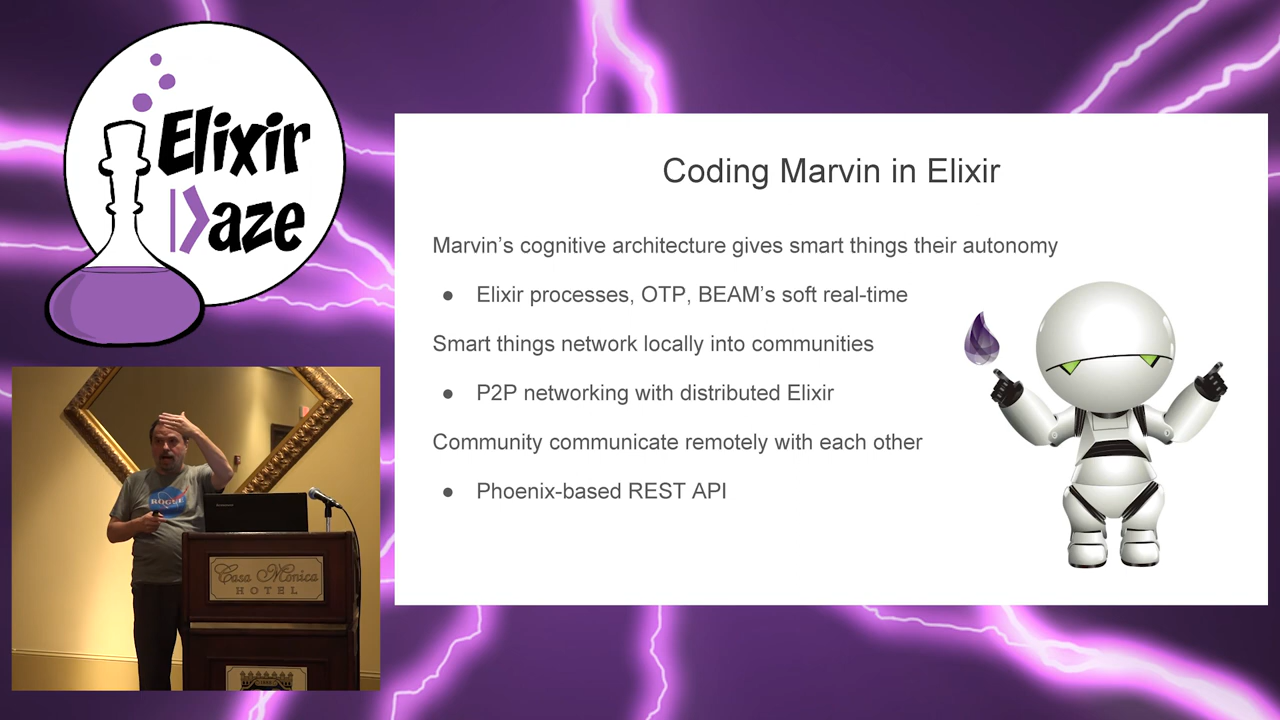 Elixir
Daze
Coding Marvin in Elixir
Marvin's cognitive architecture gives smart things their autonomy
● Elixir processes, OTP, BEAM's soft real-time
Smart things network locally into communities
● P2P networking with distributed Elixir
Community communicate remotely with each other
● Phoenix-based REST API
ROGUE
Casa Monica
HOTEL